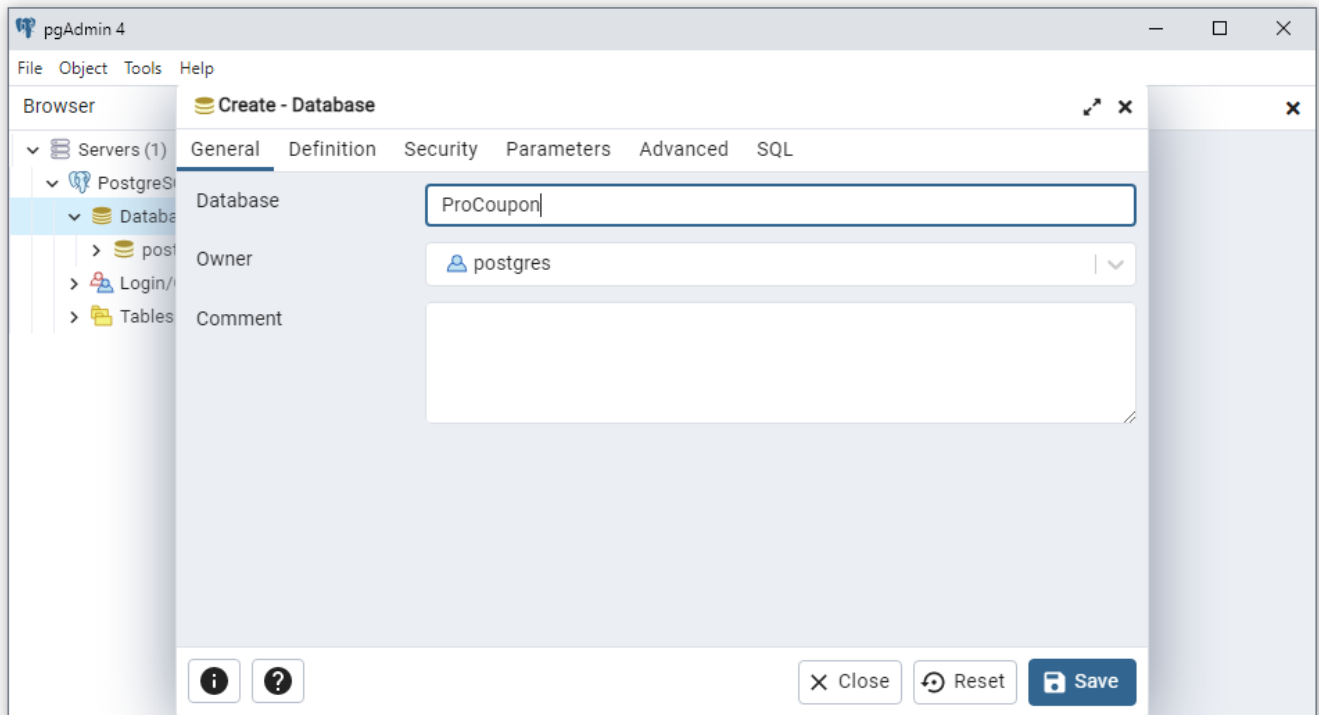 pgAdmin 4
File Object Tools Help
Browser
Create - Database
Servers (1)
General Definition Security Parameters Advanced SQL
Database
ProCoupon
Owner
postgres
Comment
Tables
Close
Reset
Save